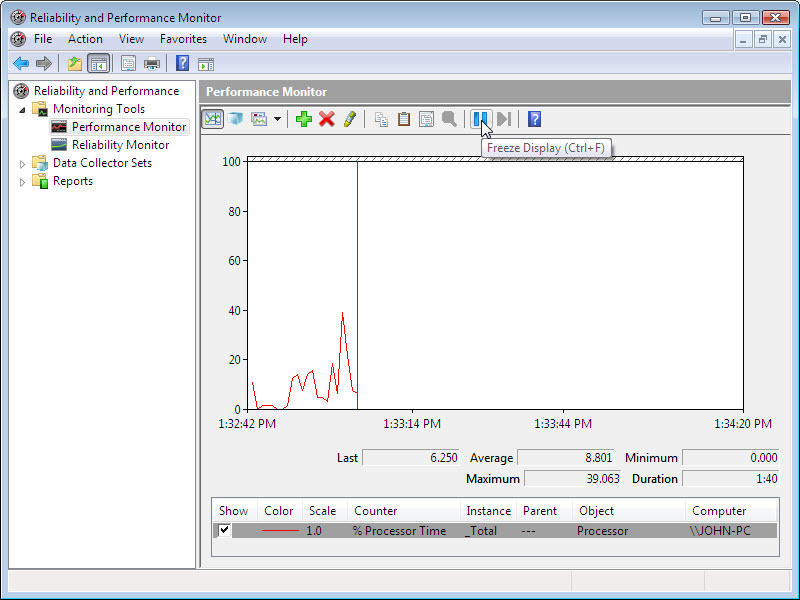 Reliability and Performance Monitor
File Action View Favorites Window Help
Reliability and Performance
Monitoring Tools
Performance Monitor
Reliability Monitor
Data Collector Sets
Reports
Performance Monitor
Freeze Display (Ctrl+F)
100
80
60
40
20
0
1:32:42 PM 1:33:14 PM 1:33:44 PM 1:34:20 PM
Last 6.250 Average 8.801 Minimum 0.000
Maximum 39.063 Duration 1:40
Show Color Scale Counter Instance Parent Object Computer
1.0 % Processor Time _Total --- Processor \\JOHN-PC